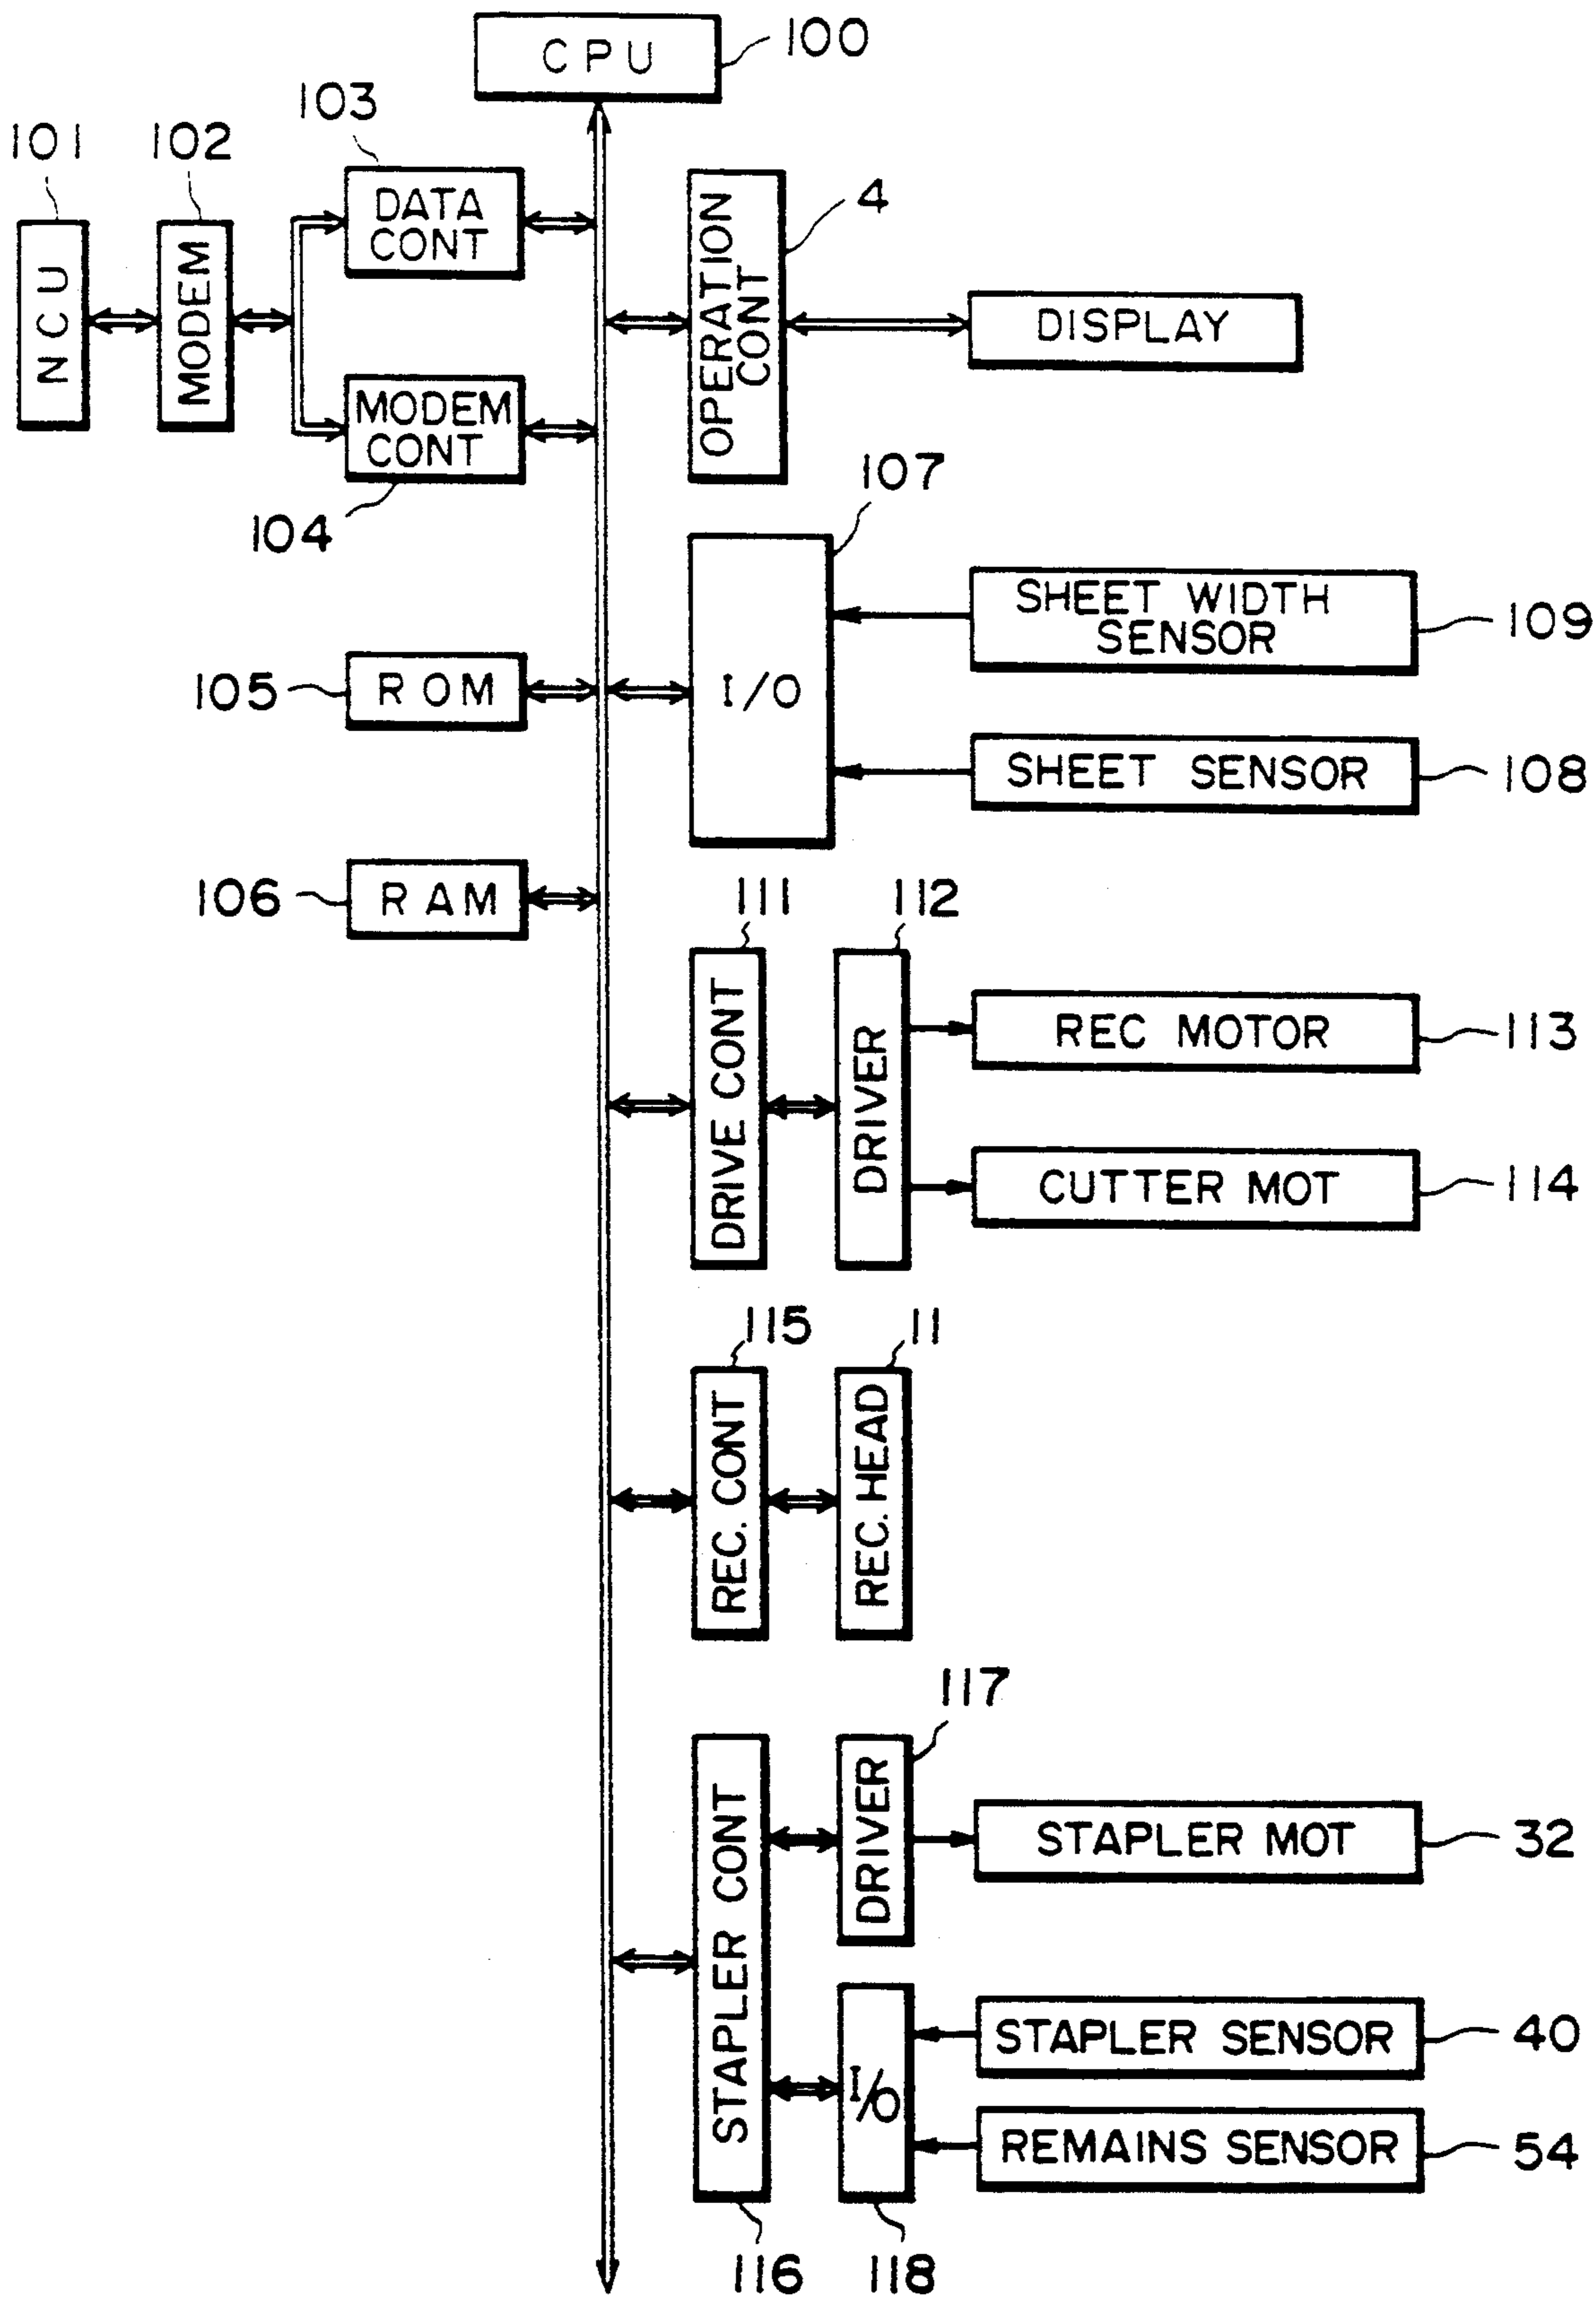 CPU
100
103
101
102
DATA
CONT
4
NCU
MODEM
OPERATION
CONT
DISPLAY
MODEM
CONT
104
107
SHEET WIDTH
SENSOR
109
105
ROM
I/O
SHEET SENSOR
108
106
RAM
111
112
DRIVE CONT
DRIVER
REC MOTOR
113
CUTTER MOT
114
115
11
REC. CONT
REC. HEAD
117
STAPLER CONT
DRIVER
STAPLER MOT
32
I/O
STAPLER SENSOR
40
REMAINS SENSOR
54
116
118